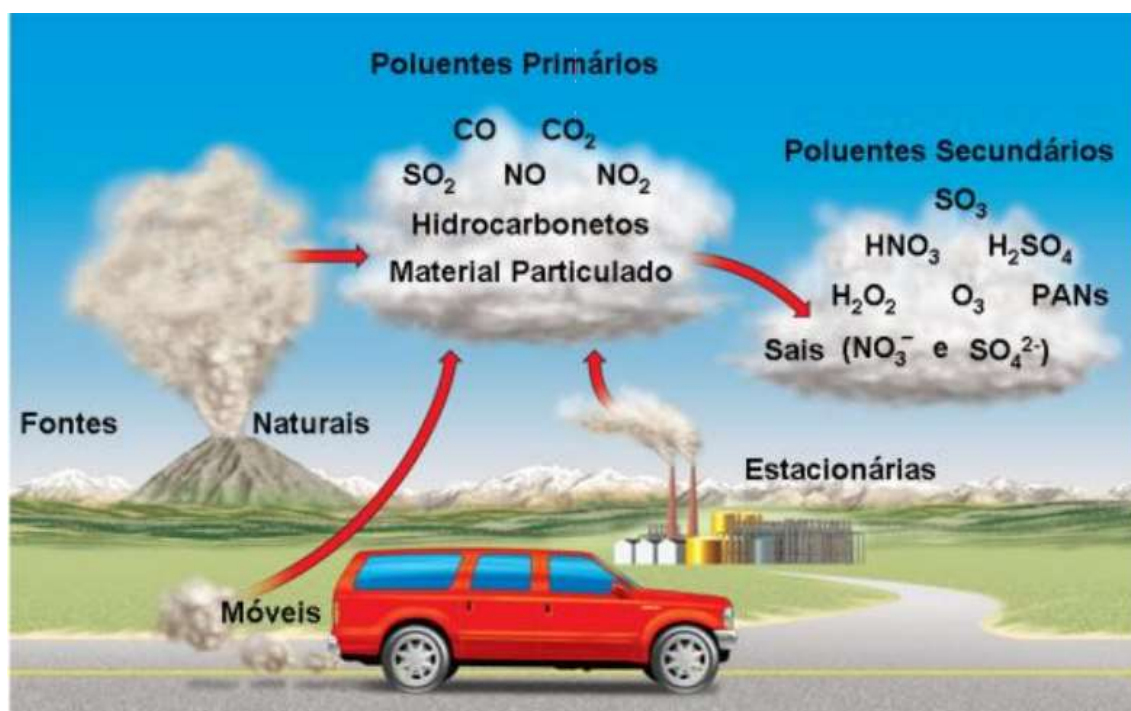 Poluentes Primários
CO CO₂
SO₂ NO NO₂
Hidrocarbonetos
Material Particulado
Poluentes Secundários
SO₃
HNO₃ H₂SO₄
H₂O₂ O₃ PANs
Sais (NO₃⁻ e SO₄²⁻)
Fontes Naturais
Estacionárias
Móveis